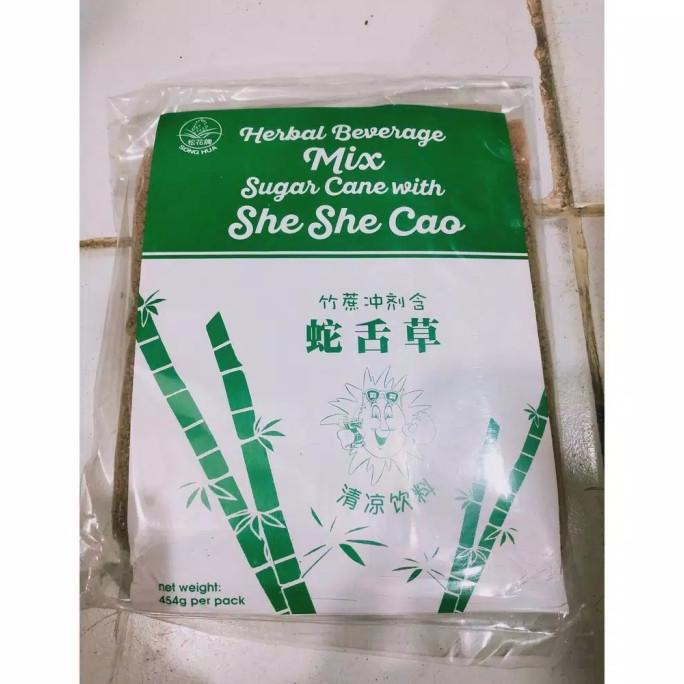 松花牌
SONG HUA
Herbal Beverage
Mix
Sugar Cane with
She She Cao
竹蔗冲剂含
蛇舌草
清凉饮料
net weight:
454g per pack